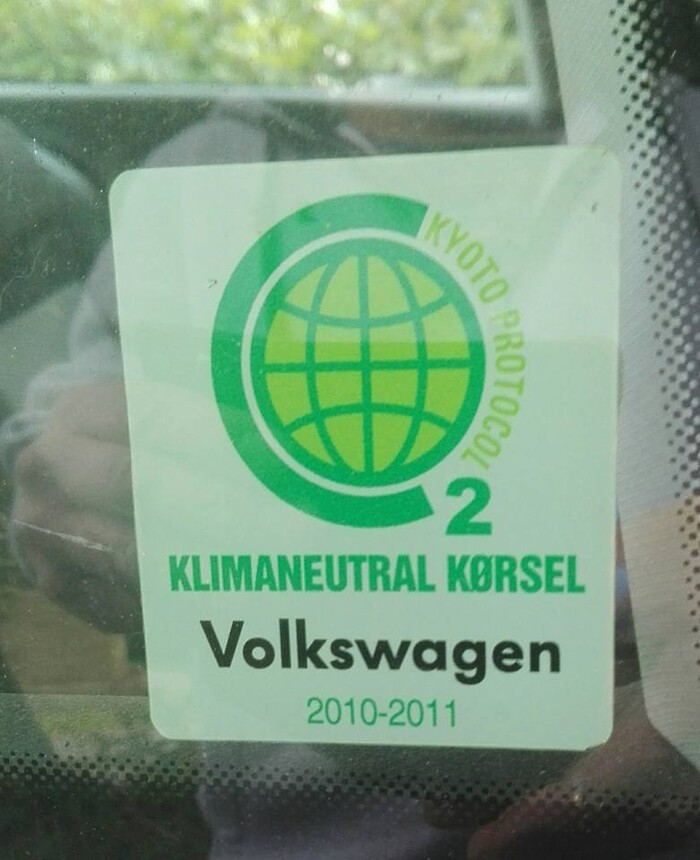 KYOTO PROTOCOL
2
KLIMANEUTRAL KØRSEL
Volkswagen
2010-2011